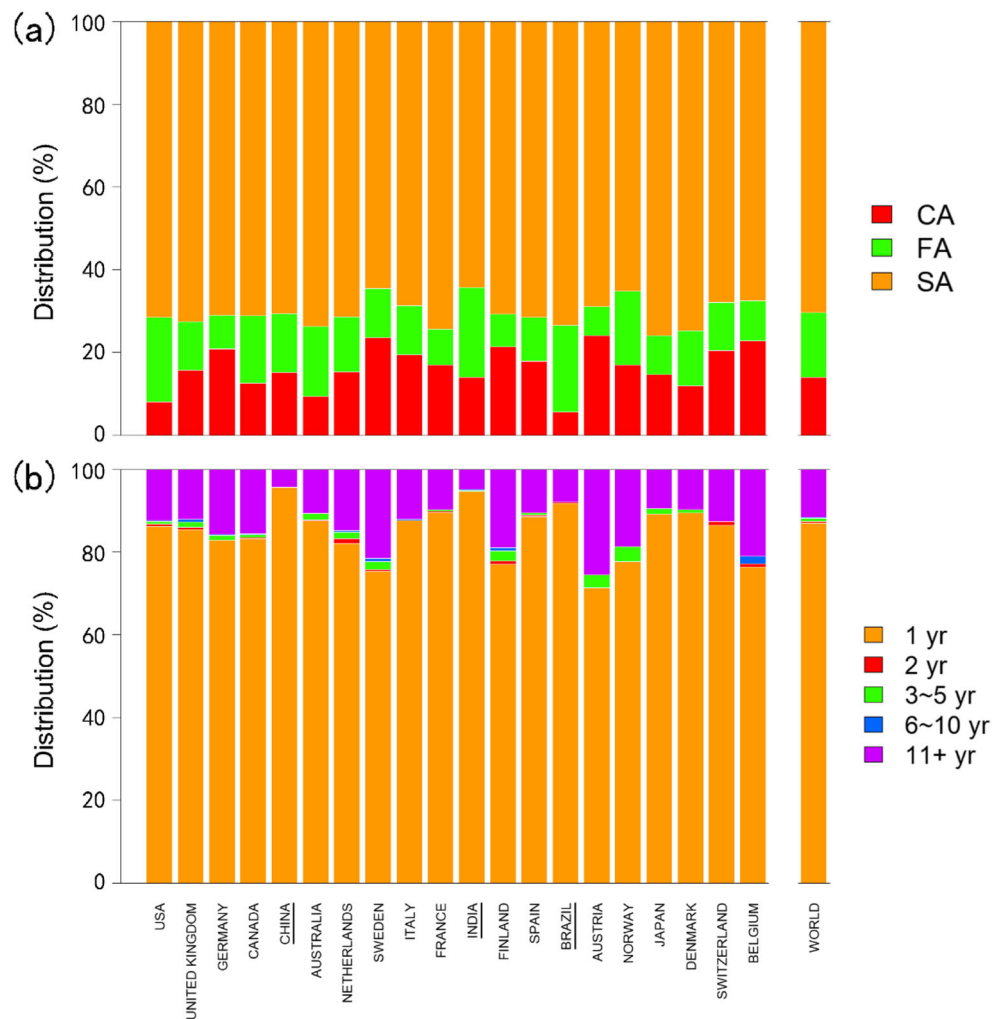 (a)
100
80
60
40
20
0
Distribution (%)
CA
FA
SA
(b)
100
80
60
40
20
0
Distribution (%)
1 yr
2 yr
3~5 yr
6~10 yr
11+ yr
USA
UNITED KINGDOM
GERMANY
CANADA
CHINA
AUSTRALIA
NETHERLANDS
SWEDEN
ITALY
FRANCE
INDIA
FINLAND
SPAIN
BRAZIL
AUSTRIA
NORWAY
JAPAN
DENMARK
SWITZERLAND
BELGIUM
WORLD